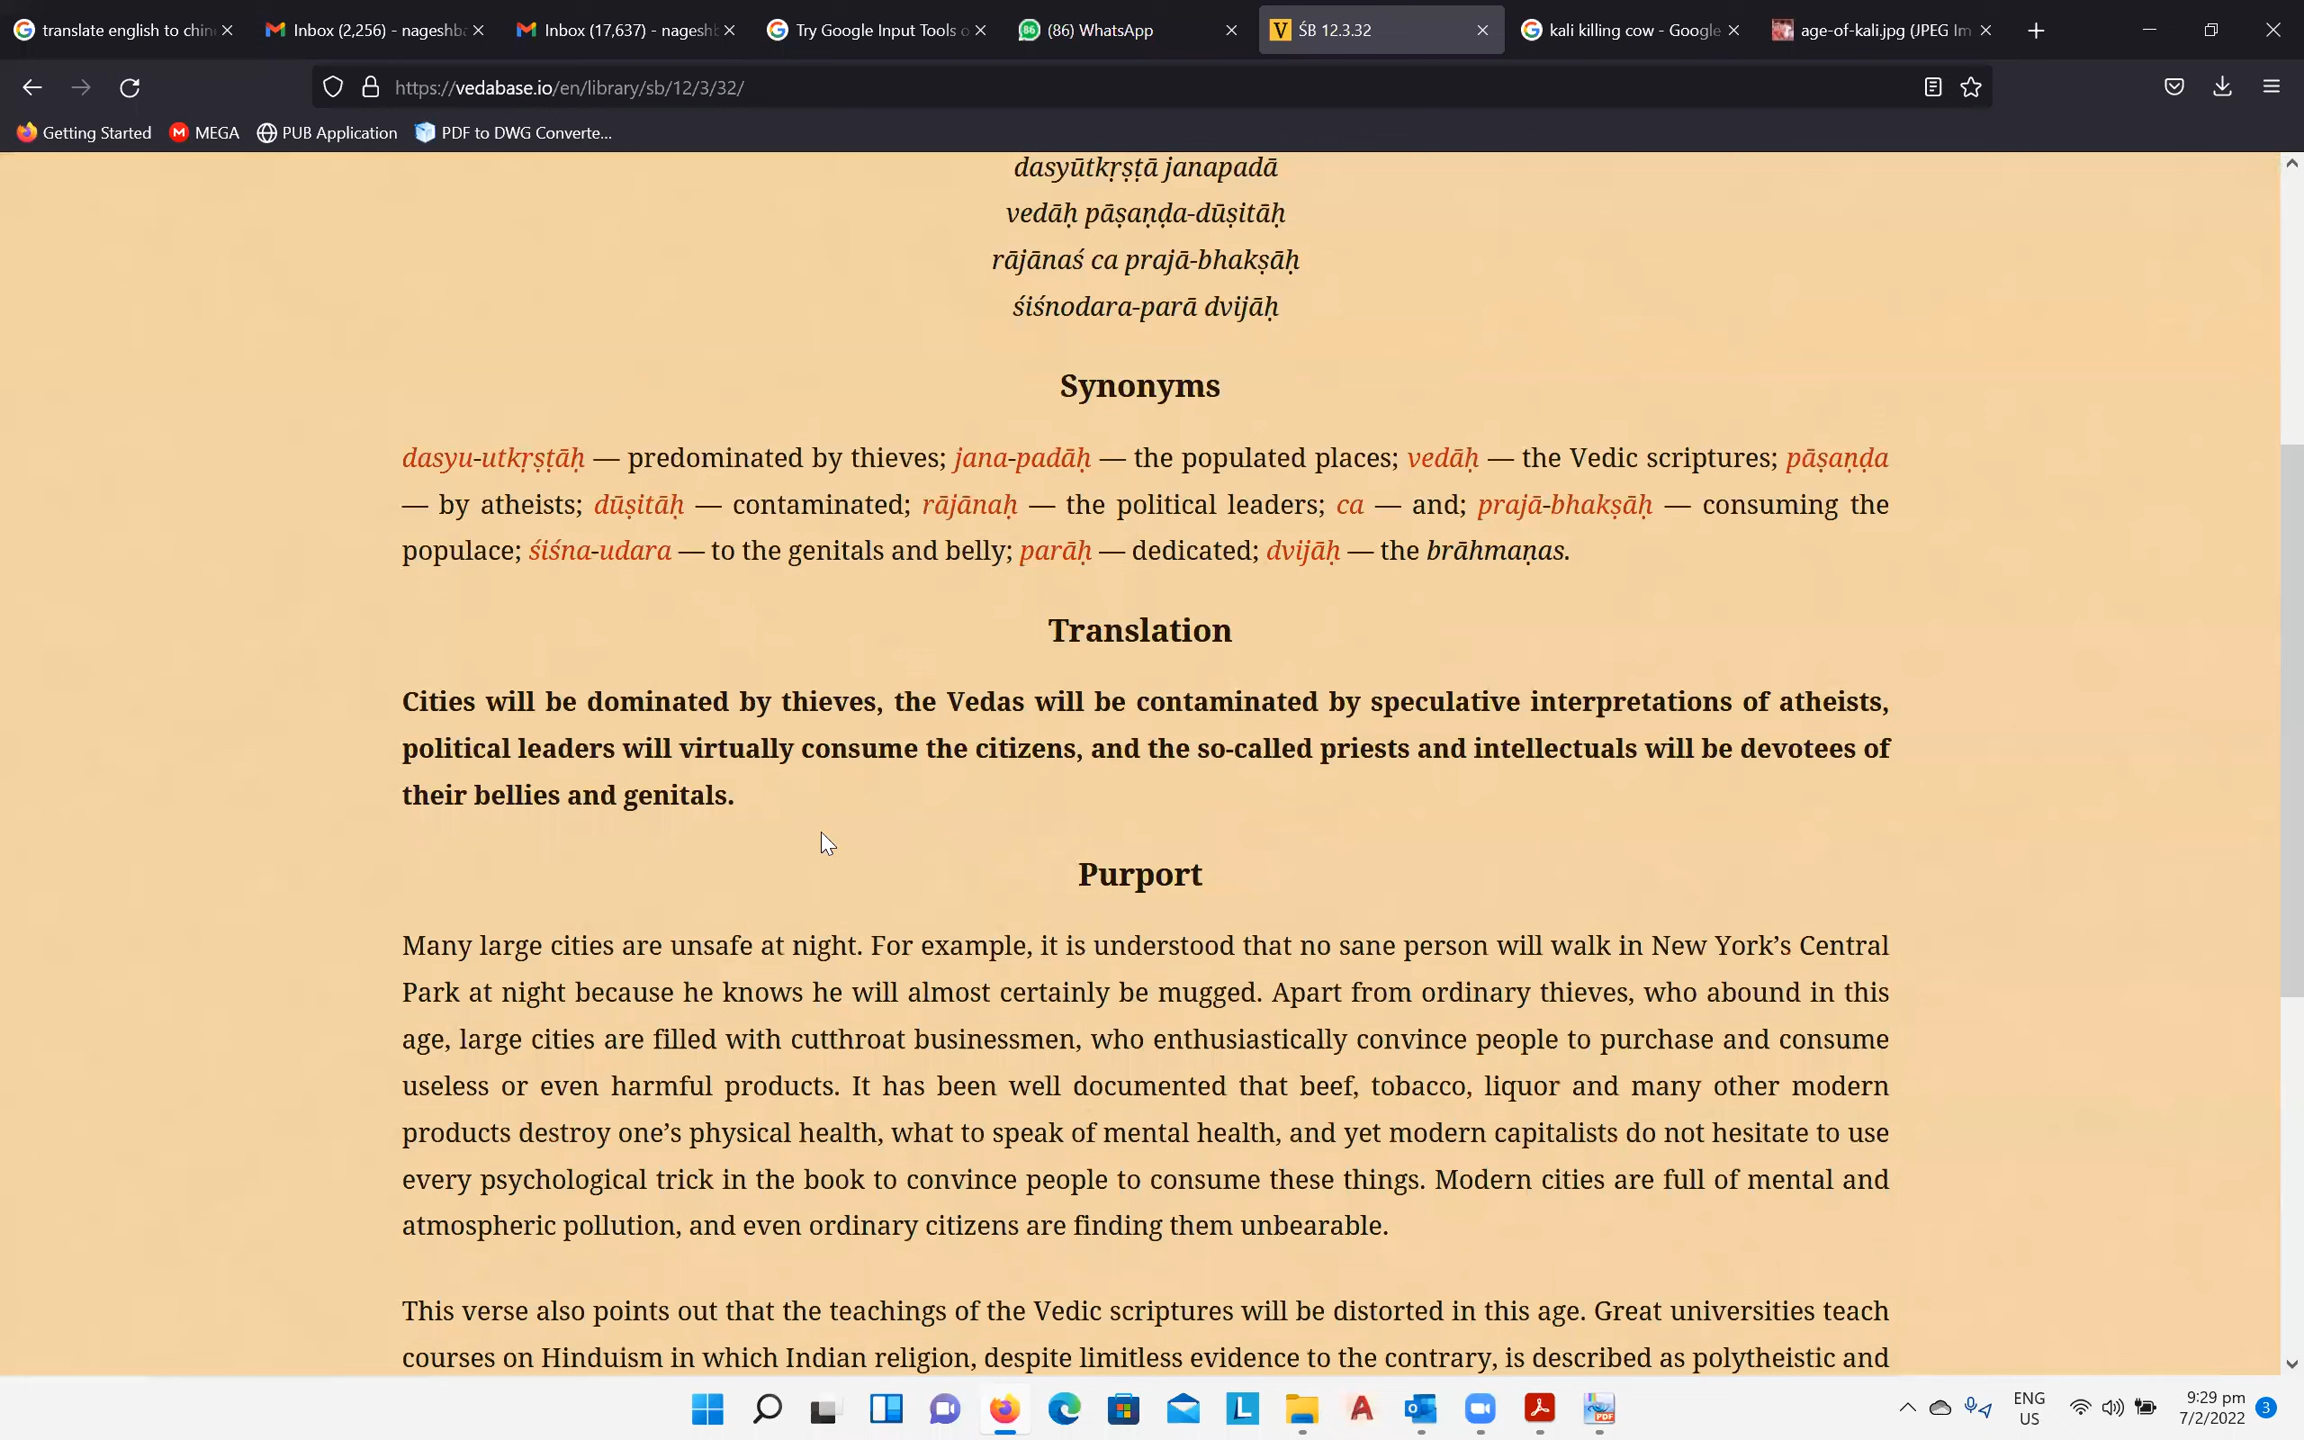 translate english to chin
Inbox (2,256) - nageshba
Inbox (17,637) - nageshb
Try Google Input Tools o
(86) WhatsApp
ŚB 12.3.32
kali killing cow - Google
age-of-kali.jpg (JPEG Im
https://vedabase.io/en/library/sb/12/3/32/
Getting Started
MEGA
PUB Application
PDF to DWG Converte...
dasyūtkṛṣṭā janapadā
vedāḥ pāṣaṇḍa-dūṣitāḥ
rājānaś ca prajā-bhakṣāḥ
śiśnodara-parā dvijāḥ
Synonyms
dasyu-utkṛṣṭāḥ — predominated by thieves; jana-padāḥ — the populated places; vedāḥ — the Vedic scriptures; pāṣaṇḍa
— by atheists; dūṣitāḥ — contaminated; rājānaḥ — the political leaders; ca — and; prajā-bhakṣāḥ — consuming the
populace; śiśna-udara — to the genitals and belly; parāḥ — dedicated; dvijāḥ — the brāhmaṇas.
Translation
Cities will be dominated by thieves, the Vedas will be contaminated by speculative interpretations of atheists,
political leaders will virtually consume the citizens, and the so-called priests and intellectuals will be devotees of
their bellies and genitals.
Purport
Many large cities are unsafe at night. For example, it is understood that no sane person will walk in New York’s Central
Park at night because he knows he will almost certainly be mugged. Apart from ordinary thieves, who abound in this
age, large cities are filled with cutthroat businessmen, who enthusiastically convince people to purchase and consume
useless or even harmful products. It has been well documented that beef, tobacco, liquor and many other modern
products destroy one’s physical health, what to speak of mental health, and yet modern capitalists do not hesitate to use
every psychological trick in the book to convince people to consume these things. Modern cities are full of mental and
atmospheric pollution, and even ordinary citizens are finding them unbearable.
This verse also points out that the teachings of the Vedic scriptures will be distorted in this age. Great universities teach
courses on Hinduism in which Indian religion, despite limitless evidence to the contrary, is described as polytheistic and
ENG
US
9:29 pm
7/2/2022
3